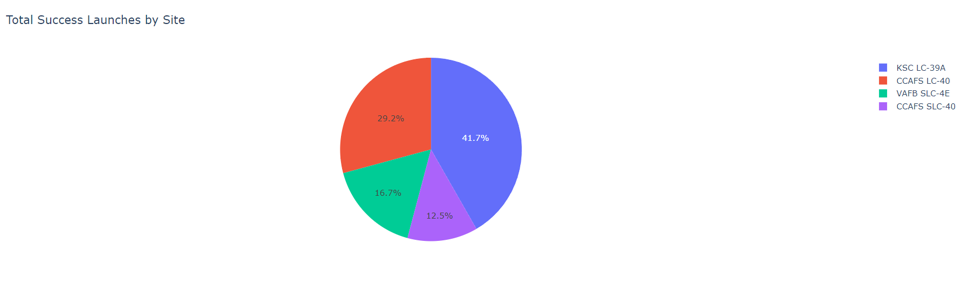 Total Success Launches by Site
KSC LC-39A
CCAFS LC-40
VAFB SLC-4E
CCAFS SLC-40
29.2%
41.7%
16.7%
12.5%